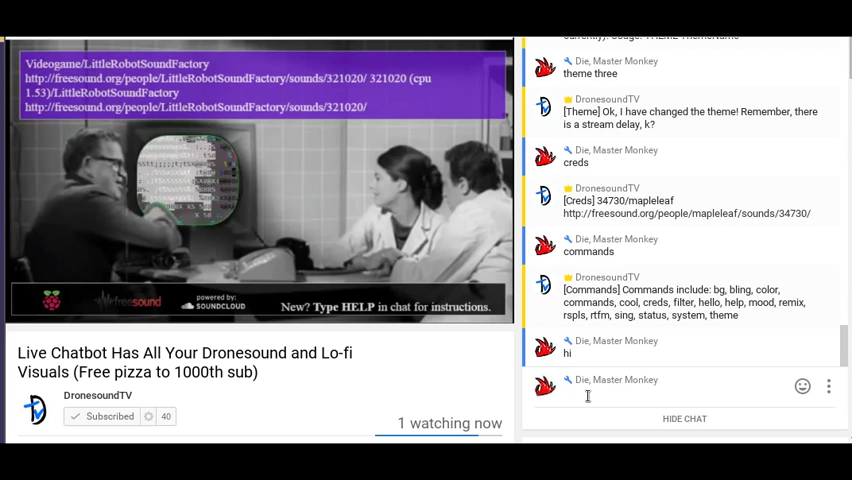 Videogame/LittleRobotSoundFactory
http://freesound.org/people/LittleRobotSoundFactory/sounds/321020/ 321020 (cpu
1.53)/LittleRobotSoundFactory
http://freesound.org/people/LittleRobotSoundFactory/sounds/321020/
freesound
powered by:
SOUNDCLOUD
New? Type HELP in chat for instructions.
Live Chatbot Has All Your Dronesound and Lo-fi
Visuals (Free pizza to 1000th sub)
DronesoundTV
Subscribed 40
1 watching now
currently). Usage: THEME ThemeName
Die, Master Monkey
theme three
DronesoundTV
[Theme] Ok, I have changed the theme! Remember, there
is a stream delay, k?
Die, Master Monkey
creds
DronesoundTV
[Creds] 34730/mapleleaf
http://freesound.org/people/mapleleaf/sounds/34730/
Die, Master Monkey
commands
DronesoundTV
[Commands] Commands include: bg, bling, color,
commands, cool, creds, filter, hello, help, mood, remix,
rspls, rtfm, sing, status, system, theme
Die, Master Monkey
hi
Die, Master Monkey
HIDE CHAT